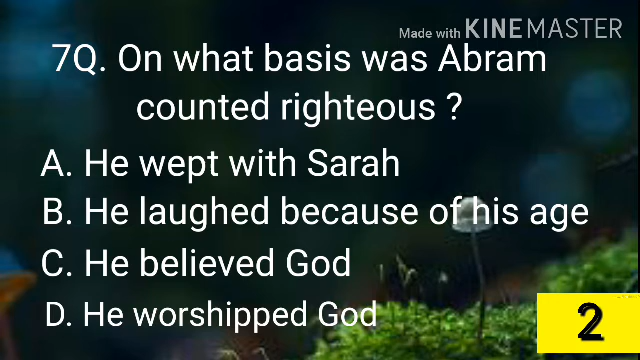 Made with KINEMASTER
7Q. On what basis was Abram
counted righteous ?
A. He wept with Sarah
B. He laughed because of his age
C. He believed God
D. He worshipped God
2